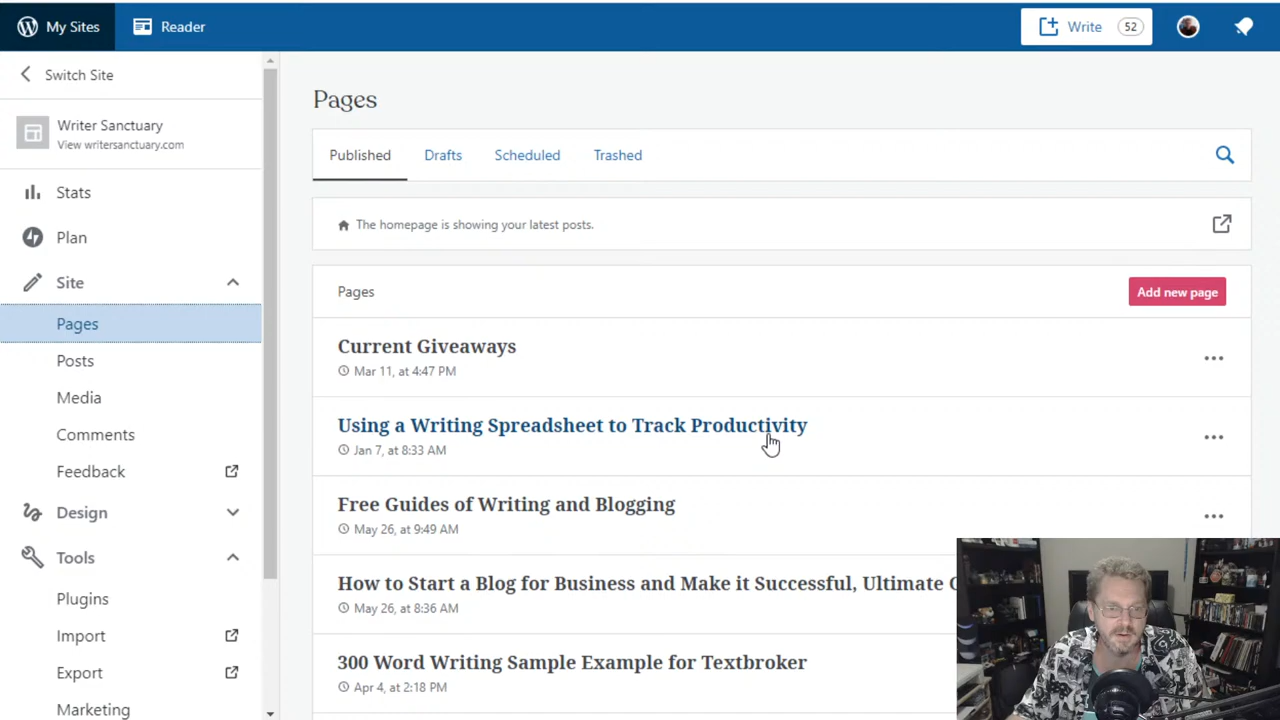 My Sites
Reader
Write 52
Switch Site
Writer Sanctuary
View writersanctuary.com
Stats
Plan
Site
Pages
Posts
Media
Comments
Feedback
Design
Tools
Plugins
Import
Export
Marketing
Pages
Published Drafts Scheduled Trashed
The homepage is showing your latest posts.
Pages
Add new page
Current Giveaways
Mar 11, at 4:47 PM
Using a Writing Spreadsheet to Track Productivity
Jan 7, at 8:33 AM
Free Guides of Writing and Blogging
May 26, at 9:49 AM
How to Start a Blog for Business and Make it Successful, Ultimate
May 26, at 8:36 AM
300 Word Writing Sample Example for Textbroker
Apr 4, at 2:18 PM